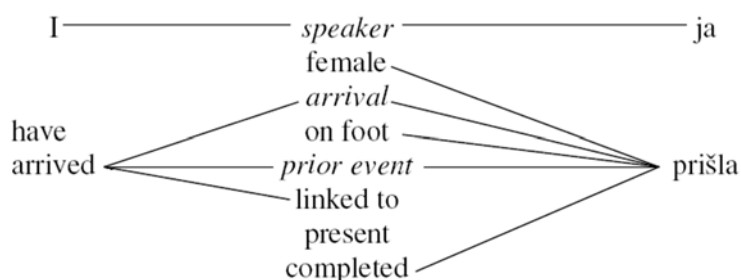 I speaker ja
female
arrival
have on foot
arrived prior event prišla
linked to
present
completed